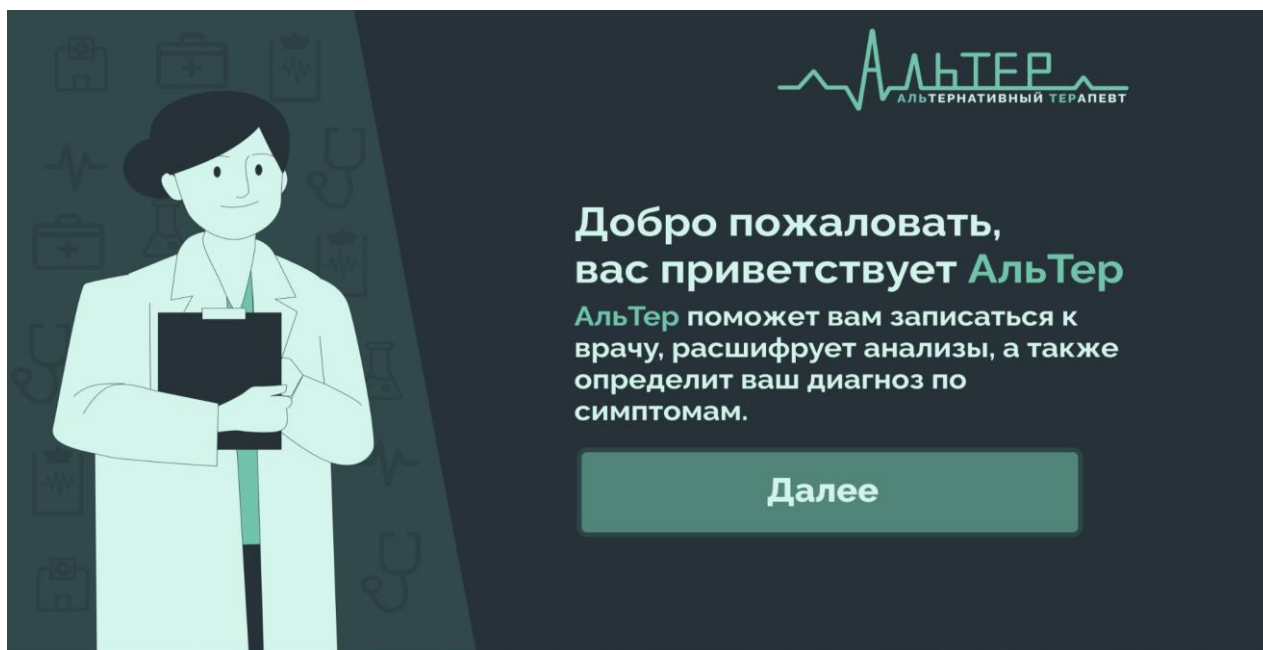 АльТЕР
АЛЬТЕРНАТИВНЫЙ ТЕРАПЕВТ
Добро пожаловать,
вас приветствует АльТер
АльТер поможет вам записаться к
врачу, расшифрует анализы, а также
определит ваш диагноз по
симптомам.
Далее